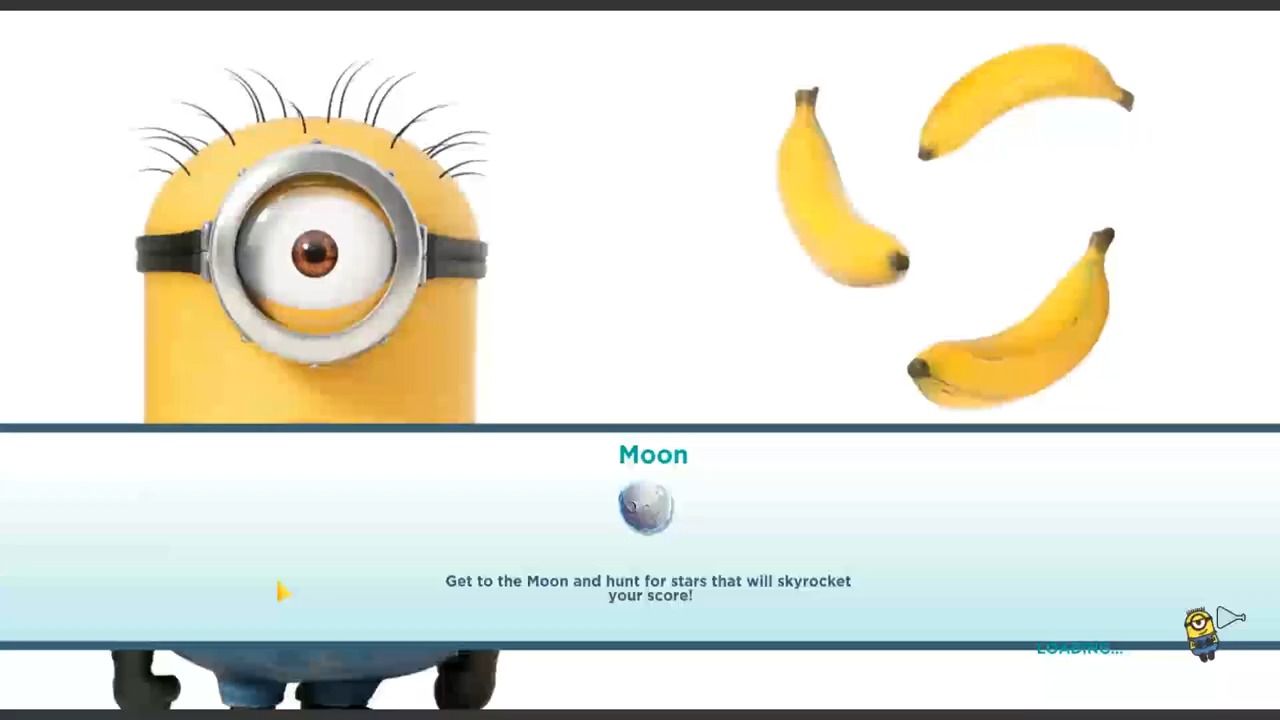 Moon
Get to the Moon and hunt for stars that will skyrocket
your score!
LOADING...